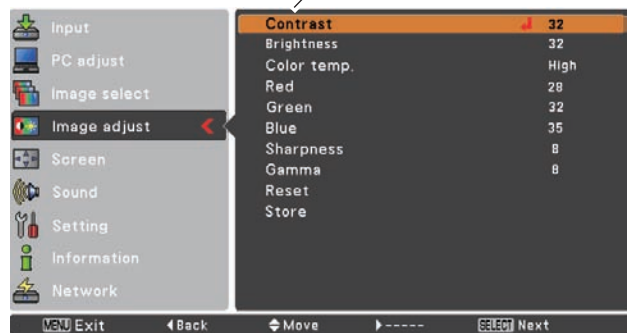 Input
PC adjust
Image select
Image adjust
Screen
Sound
Setting
Information
Network
Contrast 32
Brightness 32
Color temp. High
Red 28
Green 32
Blue 35
Sharpness 8
Gamma 8
Reset
Store
MENU Exit Back Move ----- SELECT Next